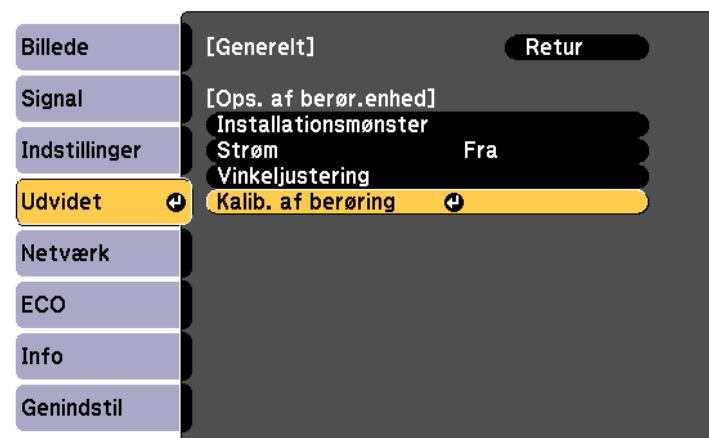 Billede
Signal
Indstillinger
Udvidet
Netværk
ECO
Info
Genindstil
[Generelt] Retur
[Ops. af berør.enhed]
Installationsmønster
Strøm Fra
Vinkeljustering
Kalib. af berøring